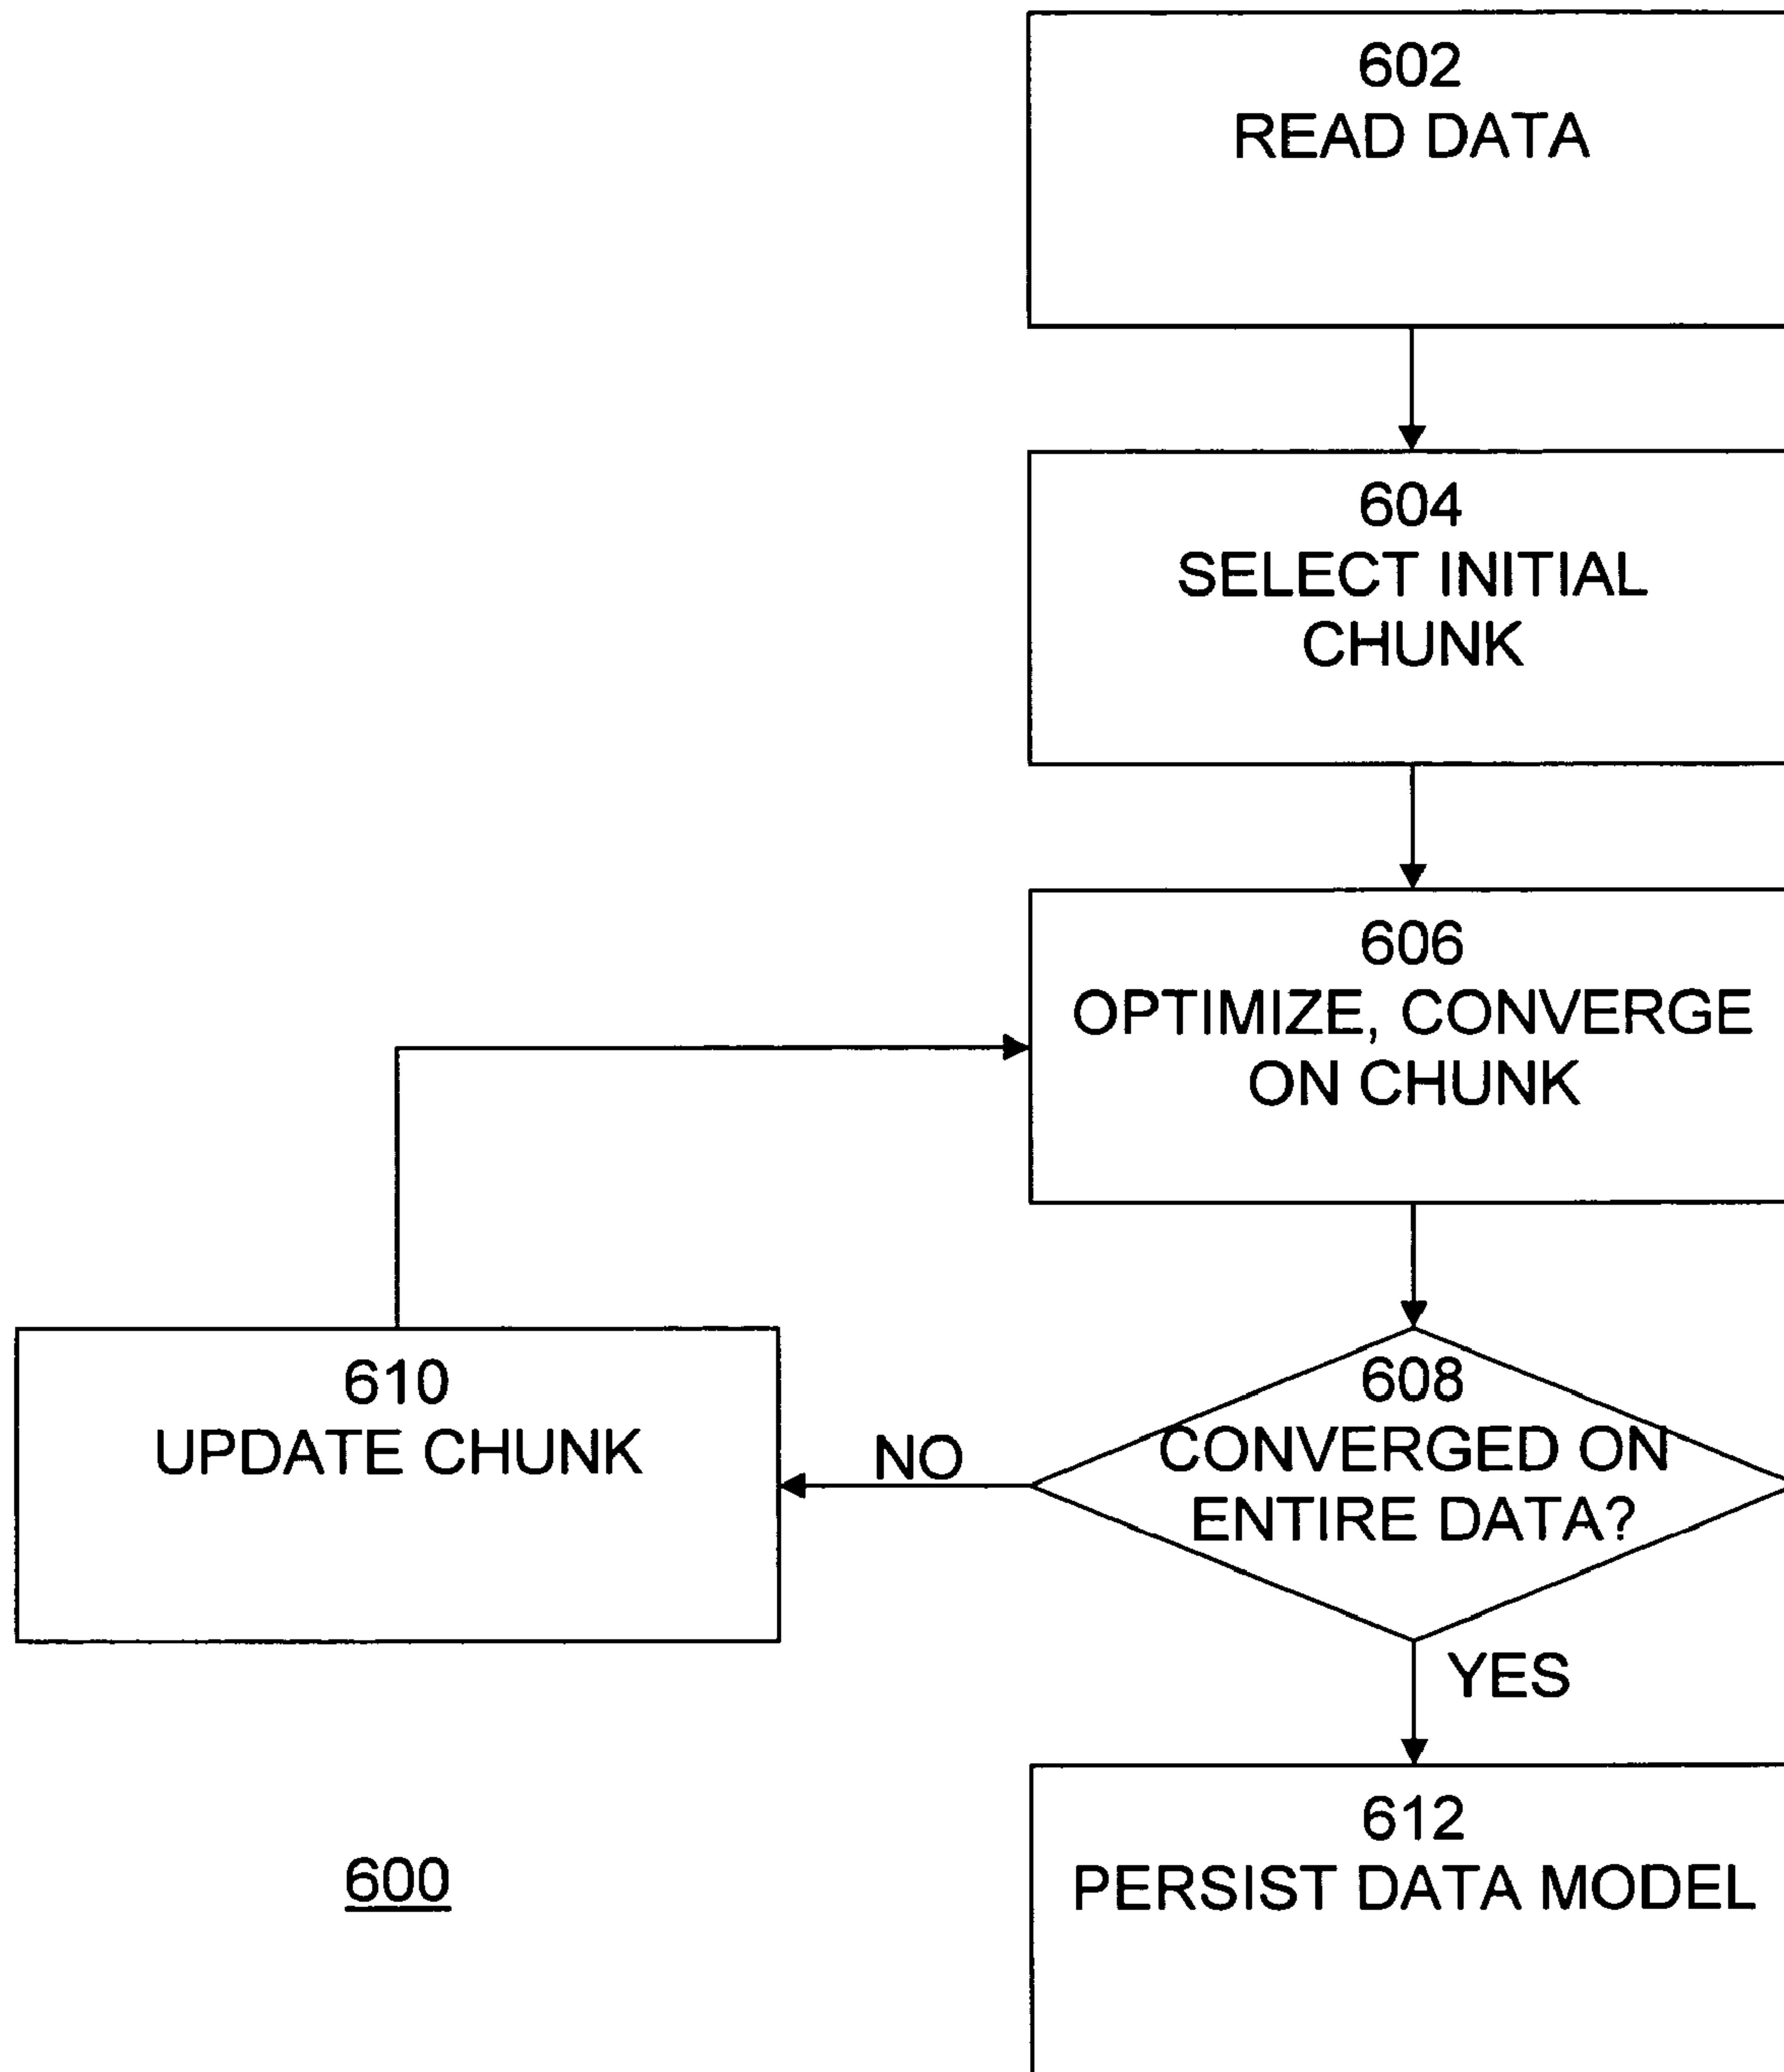 602
READ DATA
604
SELECT INITIAL
CHUNK
606
OPTIMIZE, CONVERGE
ON CHUNK
608
CONVERGED ON
ENTIRE DATA?
NO
610
UPDATE CHUNK
YES
612
PERSIST DATA MODEL
600